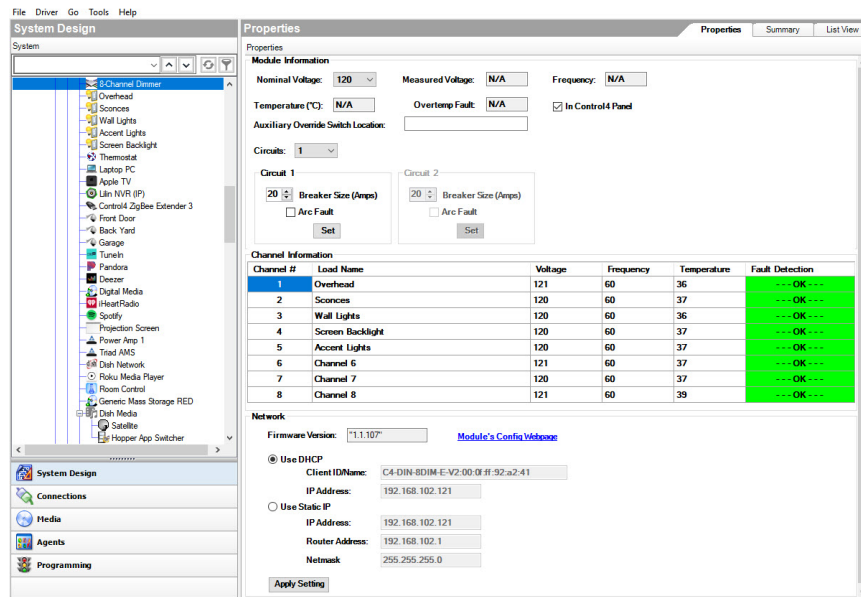 File Driver Go Tools Help
System Design
System
8-Channel Dimmer
Overhead
Sconces
Wall Lights
Accent Lights
Screen Backlight
Thermostat
Laptop PC
Apple TV
Lilin NVR (IP)
Control4 ZigBee Extender 3
Front Door
Back Yard
Garage
TuneIn
Pandora
Deezer
Digital Media
iHeartRadio
Spotify
Projection Screen
Power Amp 1
Triad AMS
Dish Network
Roku Media Player
Room Control
Generic Mass Storage RED
Dish Media
Satellite
Hopper App Switcher
System Design
Connections
Media
Agents
Programming
Properties Properties Summary List View
Properties
Module Information
Nominal Voltage: 120 Measured Voltage: N/A Frequency: N/A
Temperature (°C): N/A Overtemp Fault: N/A In Control4 Panel
Auxiliary Override Switch Location:
Circuits: 1
Circuit 1 Circuit 2
20 Breaker Size (Amps) 20 Breaker Size (Amps)
Arc Fault Arc Fault
Set Set
Channel Information
Channel # Load Name Voltage Frequency Temperature Fault Detection
1 Overhead 121 60 36 - - - OK - - -
2 Sconces 120 60 37 - - - OK - - -
3 Wall Lights 120 60 36 - - - OK - - -
4 Screen Backlight 120 60 37 - - - OK - - -
5 Accent Lights 120 60 37 - - - OK - - -
6 Channel 6 121 60 37 - - - OK - - -
7 Channel 7 120 60 37 - - - OK - - -
8 Channel 8 121 60 39 - - - OK - - -
Network
Firmware Version: "1.1.107" Module's Config Webpage
Use DHCP
Client ID/Name: C4-DIN-8DIM-E-V2:00:0f:ff:92:a2:41
IP Address: 192.168.102.121
Use Static IP
IP Address: 192.168.102.121
Router Address: 192.168.102.1
Netmask 255.255.255.0
Apply Setting